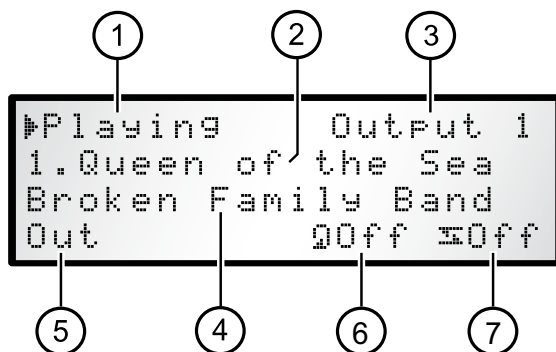 1 2 3
Playing Output 1
1.Queen of the Sea
Broken Family Band
Out Off Off
5 4 6 7